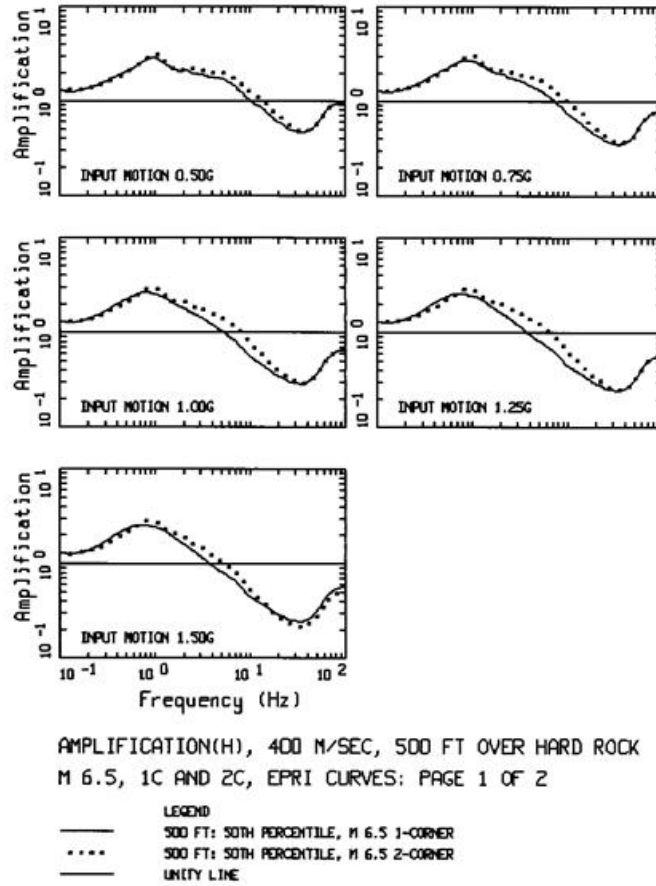 Amplification
10 -1 10 0 10 1
INPUT MOTION 0.50G
10 -1 10 0 10 1
INPUT MOTION 0.75G
Amplification
10 -1 10 0 10 1
INPUT MOTION 1.00G
10 -1 10 0 10 1
INPUT MOTION 1.25G
Amplification
10 -1 10 0 10 1
INPUT MOTION 1.50G
10 -1 10 0 10 1 10 2
Frequency (Hz)
AMPLIFICATION(H), 400 M/SEC, 500 FT OVER HARD ROCK
M 6.5, 1C AND 2C, EPRI CURVES: PAGE 1 OF 2
LEGEND
500 FT: 50TH PERCENTILE, M 6.5 1-CORNER
500 FT: 50TH PERCENTILE, M 6.5 2-CORNER
UNITY LINE